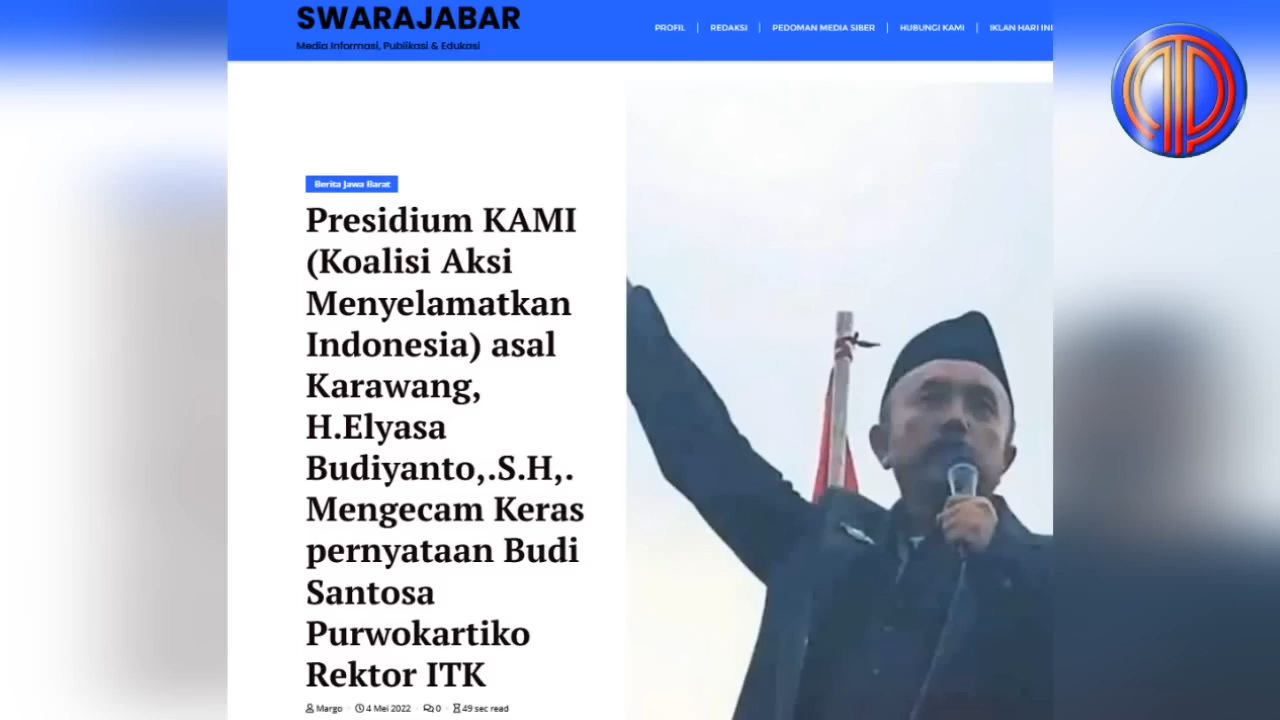 SWARAJABAR
Media Informasi, Publikasi & Edukasi
PROFIL
REDAKSI
PEDOMAN MEDIA SIBER
HUBUNGI KAMI
IKLAN HARI INI
Berita Jawa Barat
Presidium KAMI
(Koalisi Aksi
Menyelamatkan
Indonesia) asal
Karawang,
H.Elyasa
Budiyanto,.S.H,.
Mengecam Keras
pernyataan Budi
Santosa
Purwokartiko
Rektor ITK
Margo · 4 Mei 2022 · 0 · 49 sec read